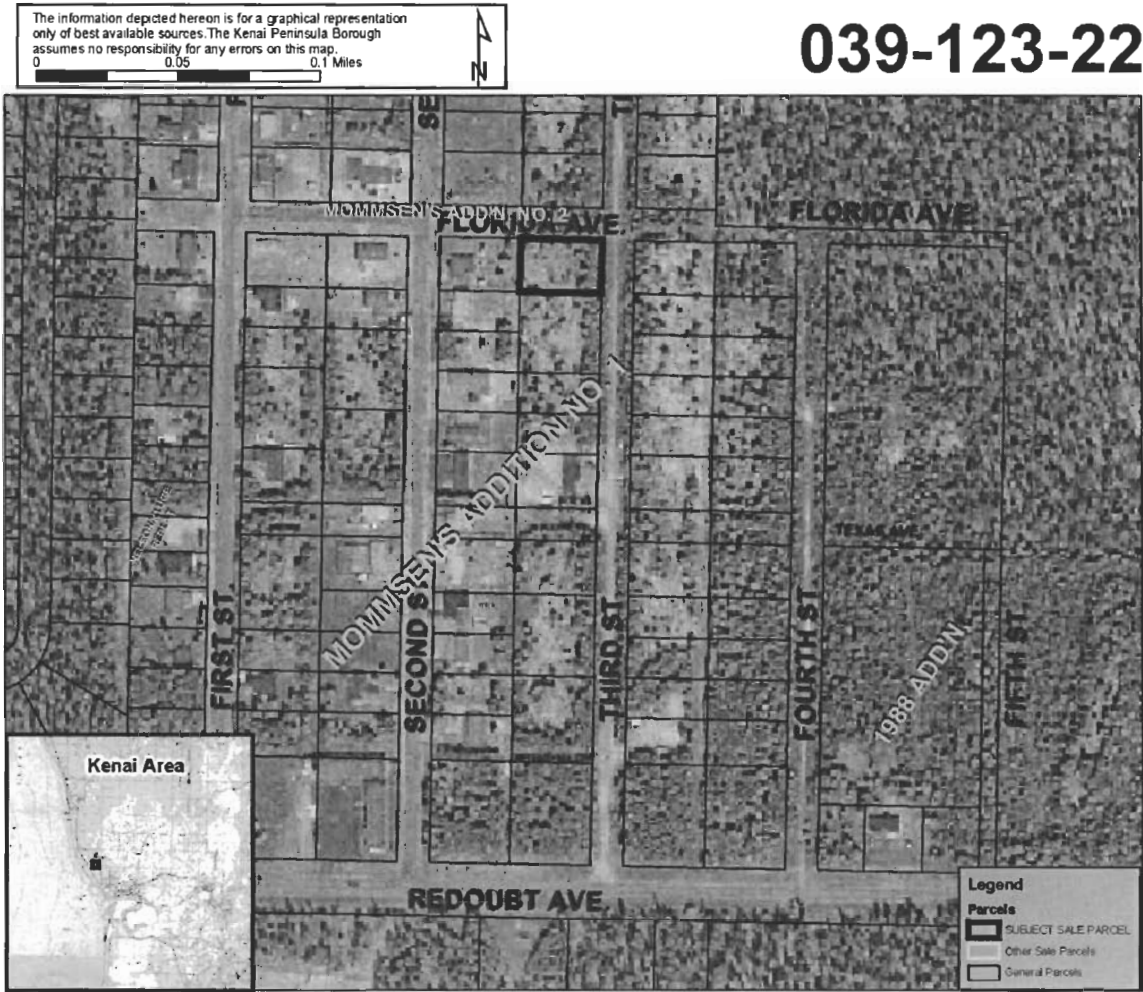 The information depicted hereon is for a graphical representation
only of best available sources. The Kenai Peninsula Borough
assumes no responsibility for any errors on this map.
0 0.05 0.1 Miles
N
039-123-22
SE
MOMMSEN'S ADD'N. NO. 2
FLORIDA AVE.
FLORIDA AVE
MOMMSEN'S ADDITION NO. 1
TEXAS AVE
FIRST ST
SECOND ST
THIRD ST
FOURTH ST
1988 ADDN.
FIFTH ST
Kenai Area
REDOUBT AVE.
Legend
Parcels
SUBJECT SALE PARCEL
Other Sale Parcels
General Parcels